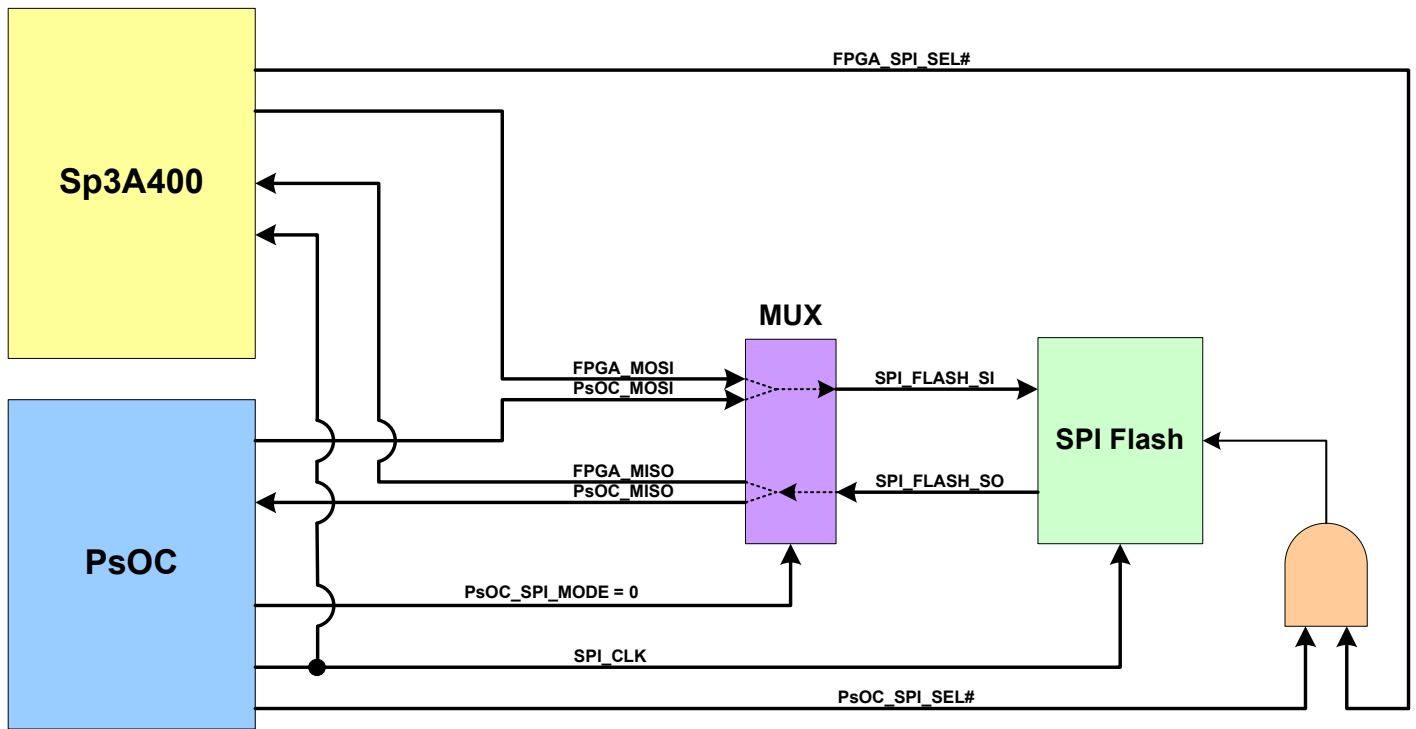 FPGA_SPI_SEL#
Sp3A400
MUX
FPGA_MOSI
PsOC_MOSI
SPI_FLASH_SI
SPI Flash
FPGA_MISO
PsOC_MISO
SPI_FLASH_SO
PsOC
PsOC_SPI_MODE = 0
SPI_CLK
PsOC_SPI_SEL#